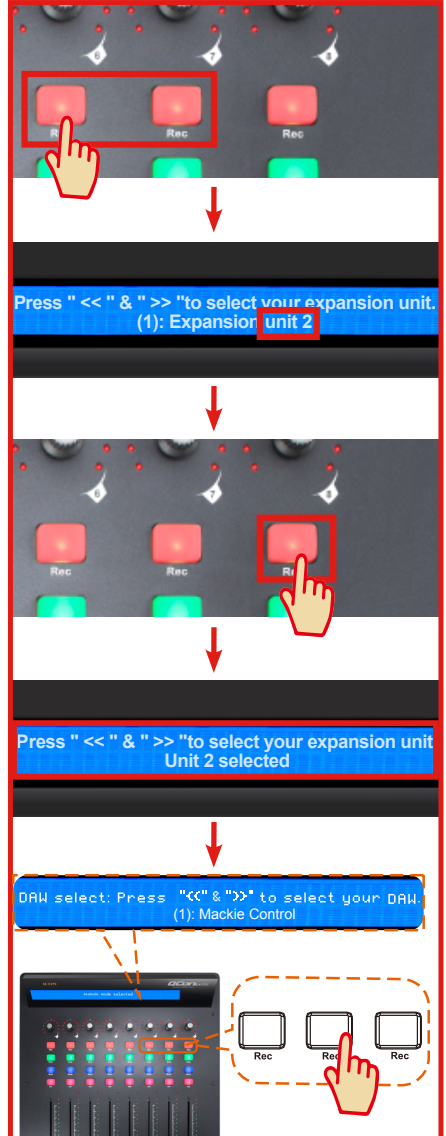 6
7
8
Rec
Rec
Rec
Press " << " & " >> "to select your expansion unit.
(1): Expansion unit 2
6
7
8
Rec
Rec
Rec
Press " << " & " >> "to select your expansion unit
Unit 2 selected
DAW select: Press "<<" & ">>" to select your DAW.
(1): Mackie Control
Rec
Rec
Rec